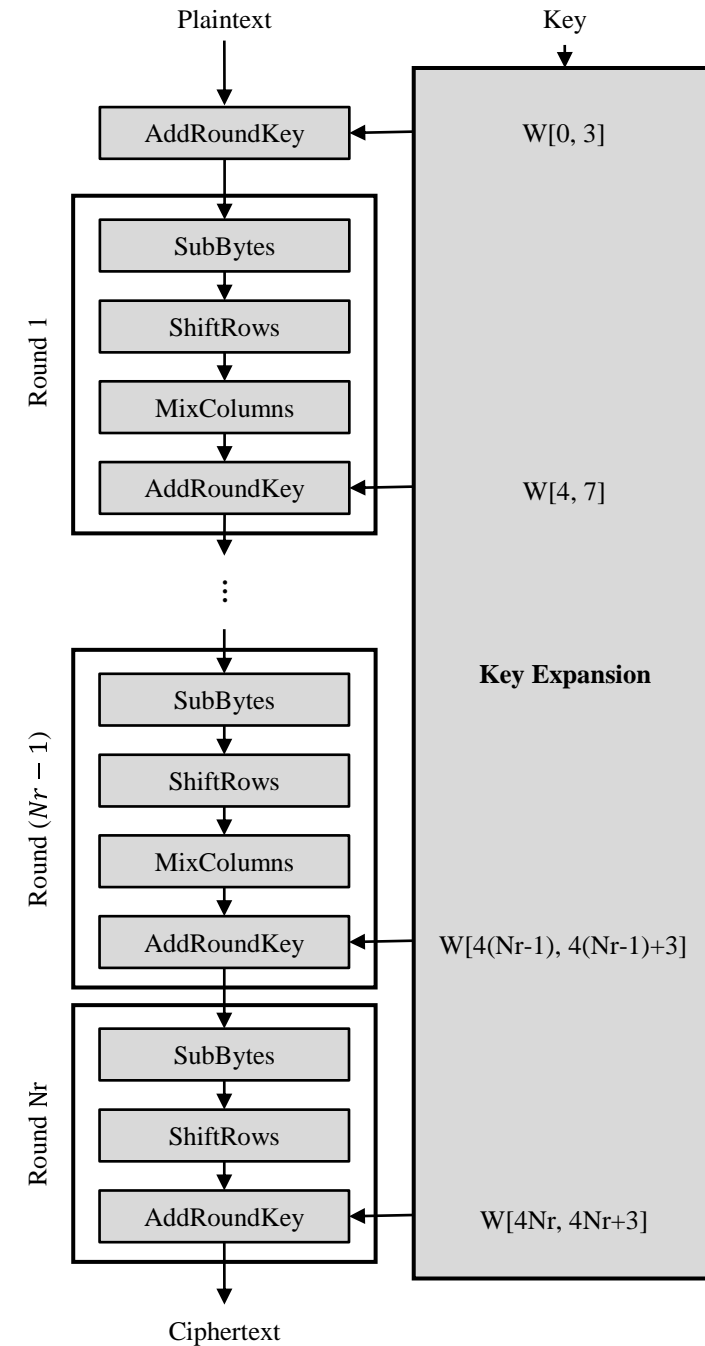 Plaintext
Key
AddRoundKey
W[0, 3]
Round 1
SubBytes
ShiftRows
MixColumns
AddRoundKey
W[4, 7]
⋮
Key Expansion
Round (Nr − 1)
SubBytes
ShiftRows
MixColumns
AddRoundKey
W[4(Nr-1), 4(Nr-1)+3]
Round Nr
SubBytes
ShiftRows
AddRoundKey
W[4Nr, 4Nr+3]
Ciphertext